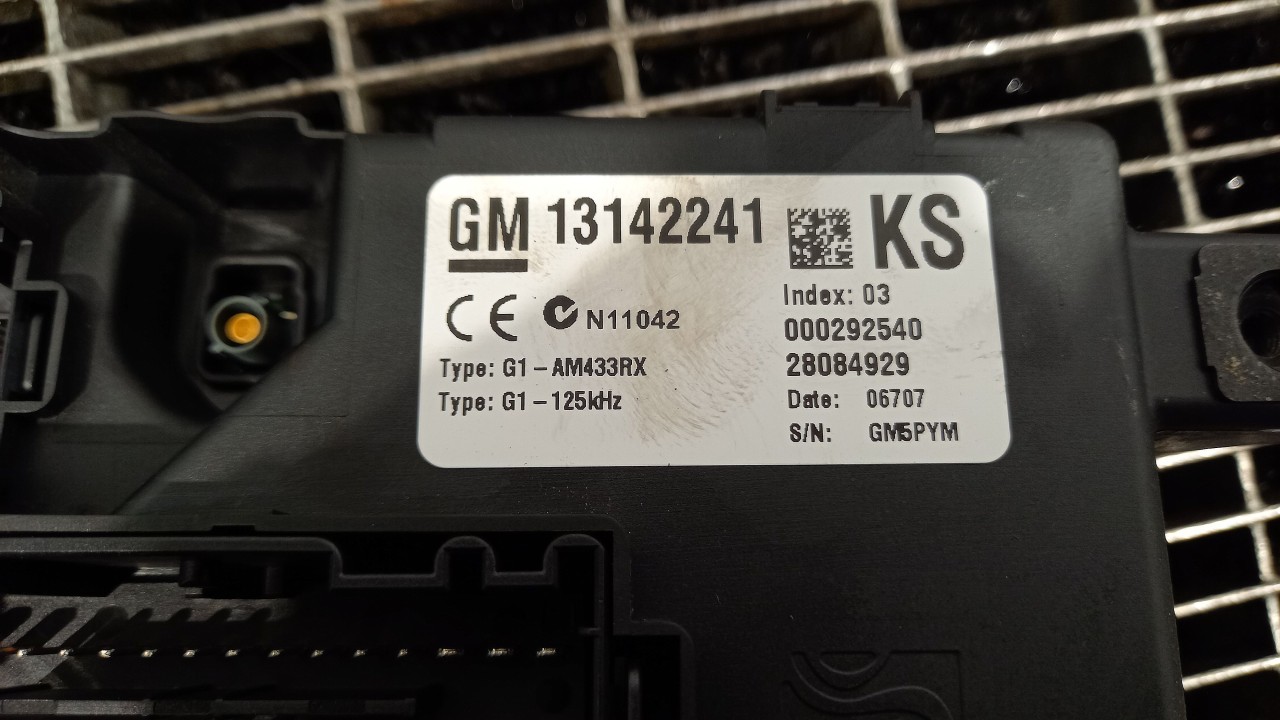 GM 13142241 KS
CE N11042
Index: 03
000292540
Type: G1-AM433RX
28084929
Type: G1-125kHz
Date: 06707
S/N: GM5PYM